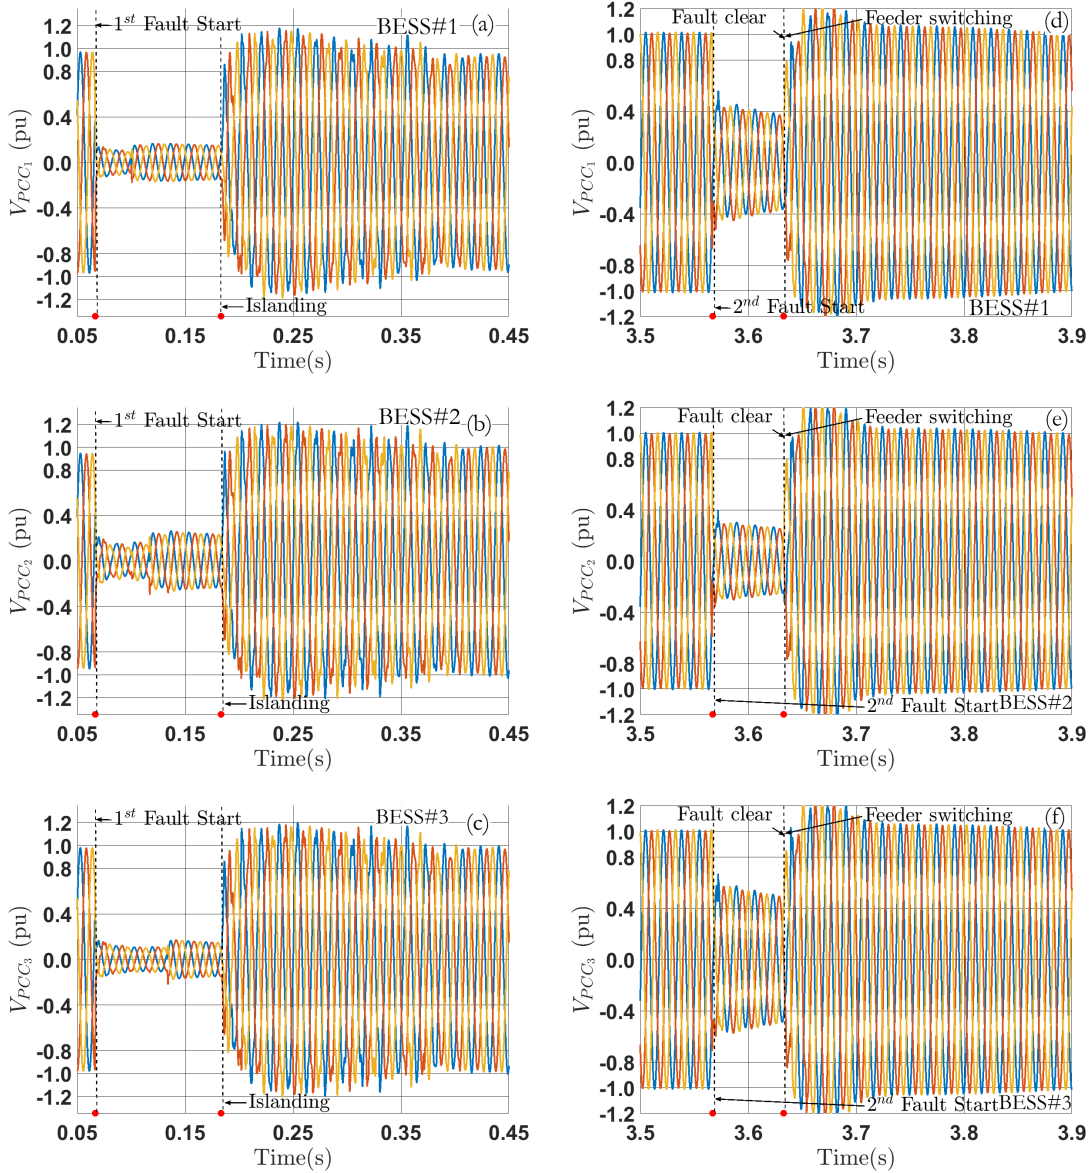 1st Fault Start
BESS#1
(a)
1.2
1.0
0.8
0.4
0.0
-0.4
-0.8
-1.0
-1.2
VPCC1 (pu)
Islanding
0.05 0.15 0.25 0.35 0.45
Time(s)
Fault clear
Feeder switching
(d)
1.2
1.0
0.8
0.4
0.0
-0.4
-0.8
-1.0
-1.2
VPCC1 (pu)
2nd Fault Start
BESS#1
3.5 3.6 3.7 3.8 3.9
Time(s)
1st Fault Start
BESS#2
(b)
1.2
1.0
0.8
0.4
0.0
-0.4
-0.8
-1.0
-1.2
VPCC2 (pu)
Islanding
0.05 0.15 0.25 0.35 0.45
Time(s)
Fault clear
Feeder switching
(e)
1.2
1.0
0.8
0.4
0.0
-0.4
-0.8
-1.0
-1.2
VPCC2 (pu)
2nd Fault Start
BESS#2
3.5 3.6 3.7 3.8 3.9
Time(s)
1st Fault Start
BESS#3
(c)
1.2
1.0
0.8
0.4
0.0
-0.4
-0.8
-1.0
-1.2
VPCC3 (pu)
Islanding
0.05 0.15 0.25 0.35 0.45
Time(s)
Fault clear
Feeder switching
(f)
1.2
1.0
0.8
0.4
0.0
-0.4
-0.8
-1.0
-1.2
VPCC3 (pu)
2nd Fault Start
BESS#3
3.5 3.6 3.7 3.8 3.9
Time(s)